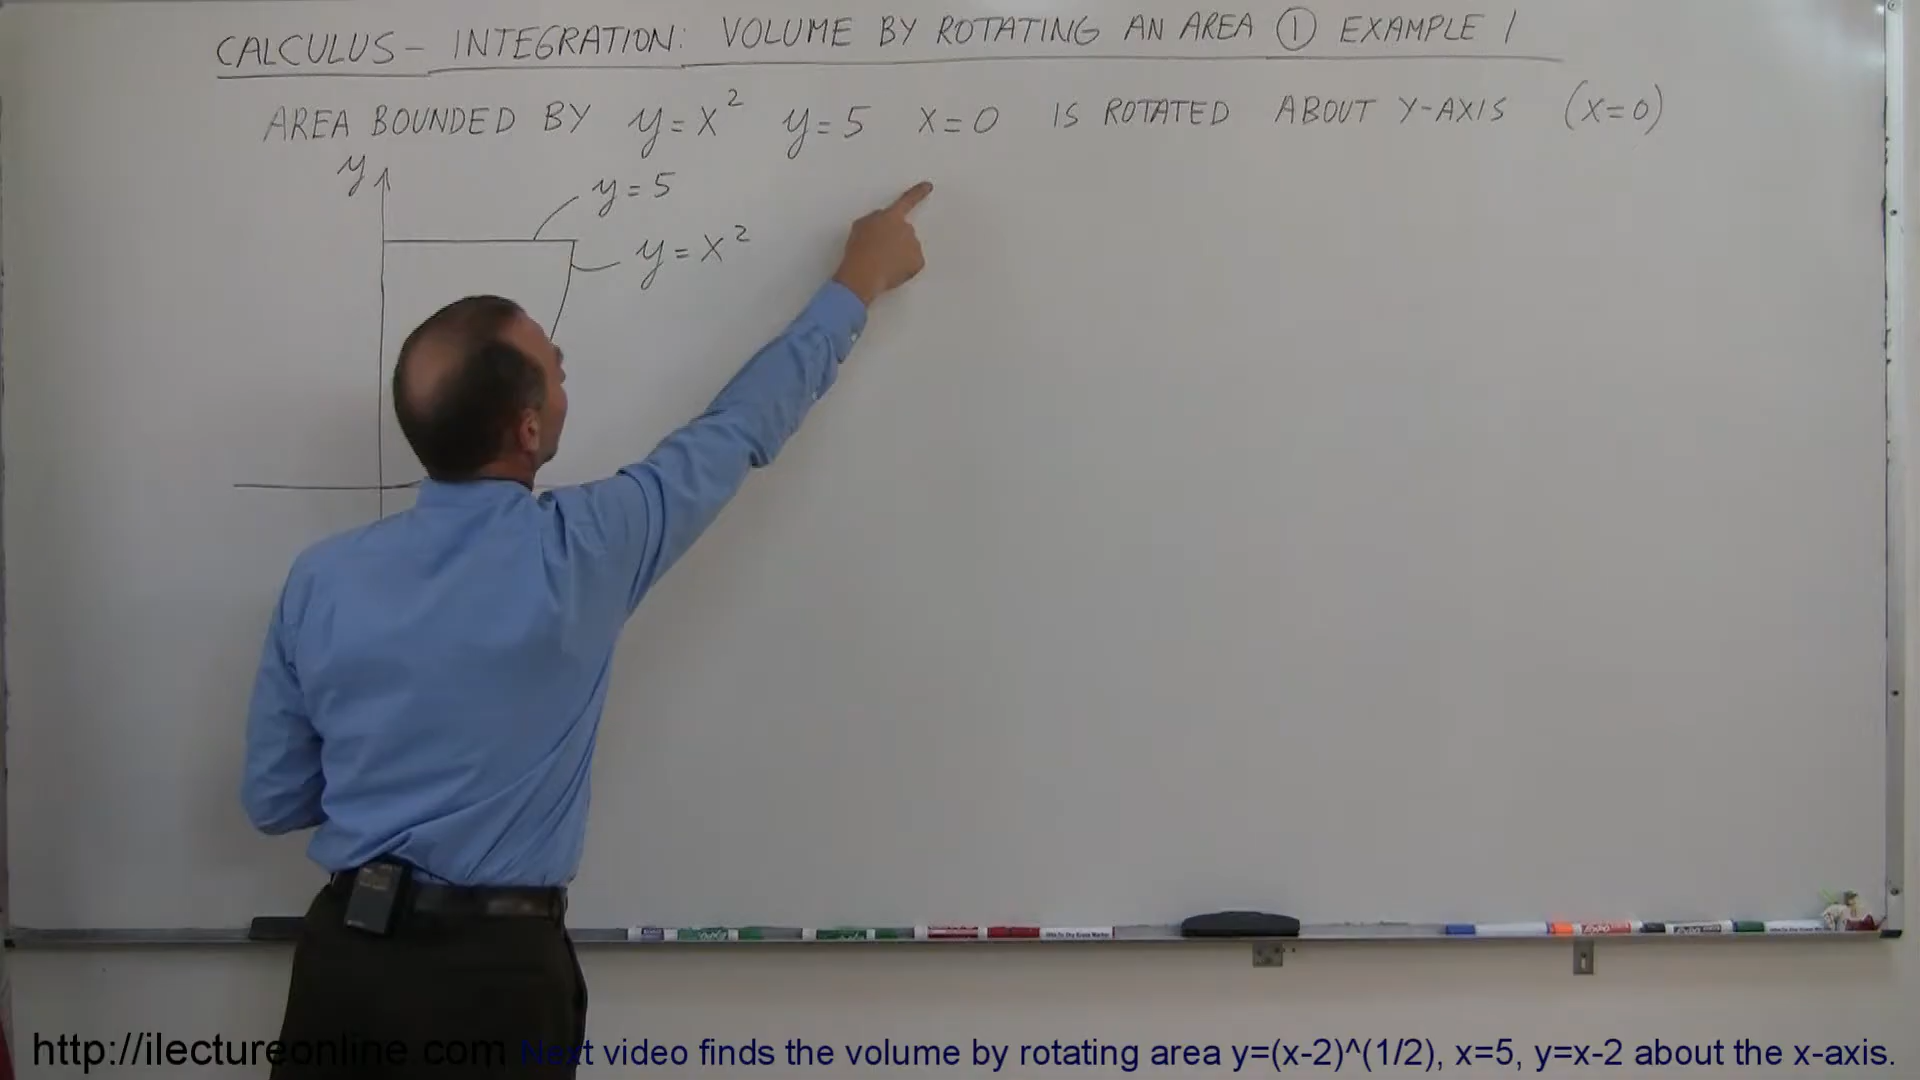 CALCULUS – INTEGRATION: VOLUME BY ROTATING AN AREA ① EXAMPLE 1
AREA BOUNDED BY y=x² y=5 x=0 IS ROTATED ABOUT Y-AXIS (x=0)
y
y=5
y=x²
http://ilectureonline.com Next video finds the volume by rotating area y=(x-2)^(1/2), x=5, y=x-2 about the x-axis.